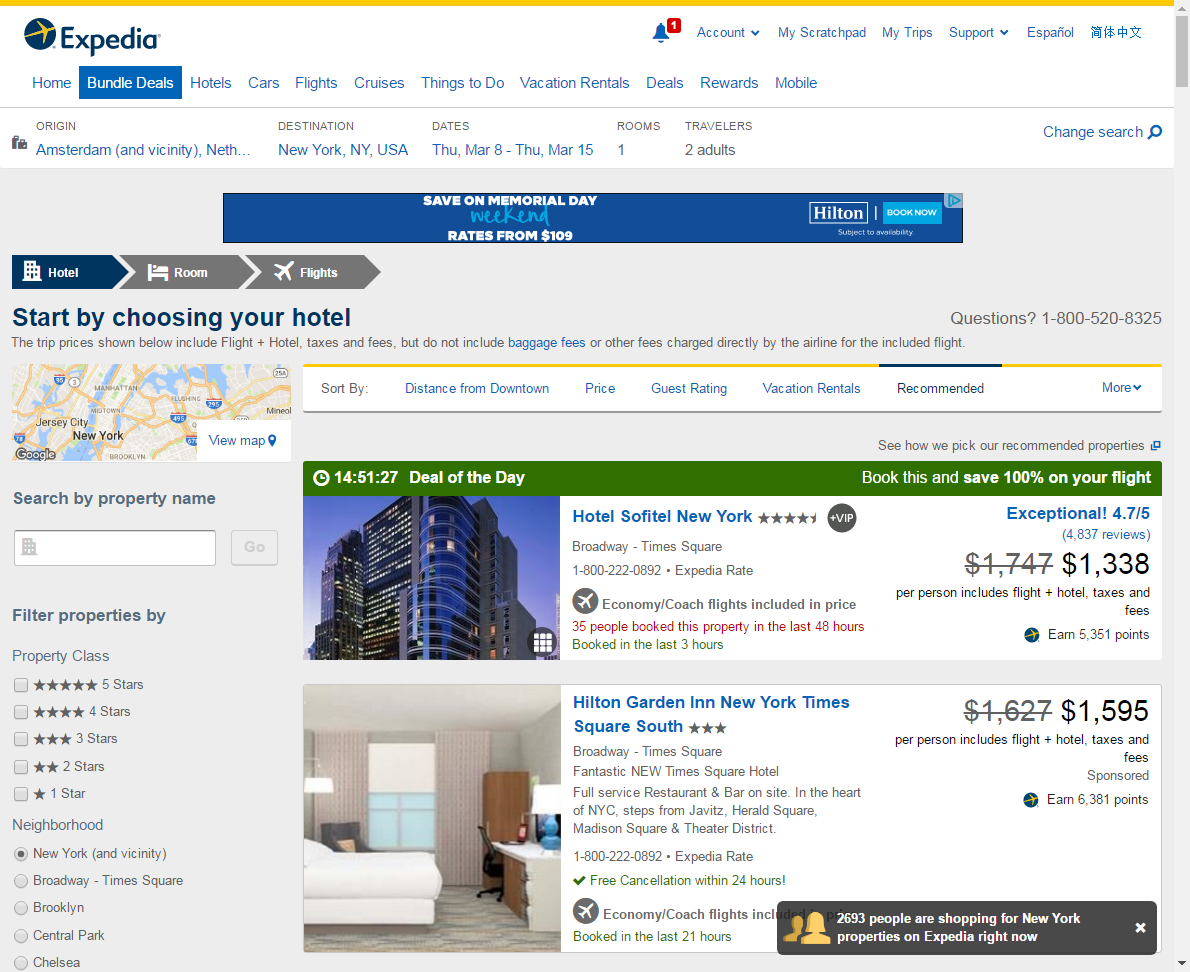 Expedia
1
Account
My Scratchpad
My Trips
Support
Español
简体中文
Home
Bundle Deals
Hotels
Cars
Flights
Cruises
Things to Do
Vacation Rentals
Deals
Rewards
Mobile
ORIGIN
Amsterdam (and vicinity), Neth...
DESTINATION
New York, NY, USA
DATES
Thu, Mar 8 - Thu, Mar 15
ROOMS
1
TRAVELERS
2 adults
Change search
SAVE ON MEMORIAL DAY
weekend
RATES FROM $109
Hilton
BOOK NOW
Subject to availability.
Hotel
Room
Flights
Start by choosing your hotel
Questions? 1-800-520-8325
The trip prices shown below include Flight + Hotel, taxes and fees, but do not include baggage fees or other fees charged directly by the airline for the included flight.
MANHATTAN
FLUSHING
MIDTOWN
Jersey City
New York
BROOKLYN
Mineol
25A
3
95
295
495
78
678
Google
View map
Sort By:
Distance from Downtown
Price
Guest Rating
Vacation Rentals
Recommended
More
See how we pick our recommended properties
Search by property name
Go
Filter properties by
Property Class
5 Stars
4 Stars
3 Stars
2 Stars
1 Star
Neighborhood
New York (and vicinity)
Broadway - Times Square
Brooklyn
Central Park
Chelsea
14:51:27 Deal of the Day
Book this and save 100% on your flight
Hotel Sofitel New York
+VIP
Broadway - Times Square
1-800-222-0892 • Expedia Rate
Economy/Coach flights included in price
35 people booked this property in the last 48 hours
Booked in the last 3 hours
Exceptional! 4.7/5
(4,837 reviews)
$1,747 $1,338
per person includes flight + hotel, taxes and
fees
Earn 5,351 points
Hilton Garden Inn New York Times
Square South
Broadway - Times Square
Fantastic NEW Times Square Hotel
Full service Restaurant & Bar on site. In the heart
of NYC, steps from Javitz, Herald Square,
Madison Square & Theater District.
1-800-222-0892 • Expedia Rate
Free Cancellation within 24 hours!
Economy/Coach flights included
Booked in the last 21 hours
$1,627 $1,595
per person includes flight + hotel, taxes and
fees
Sponsored
Earn 6,381 points
2693 people are shopping for New York
properties on Expedia right now